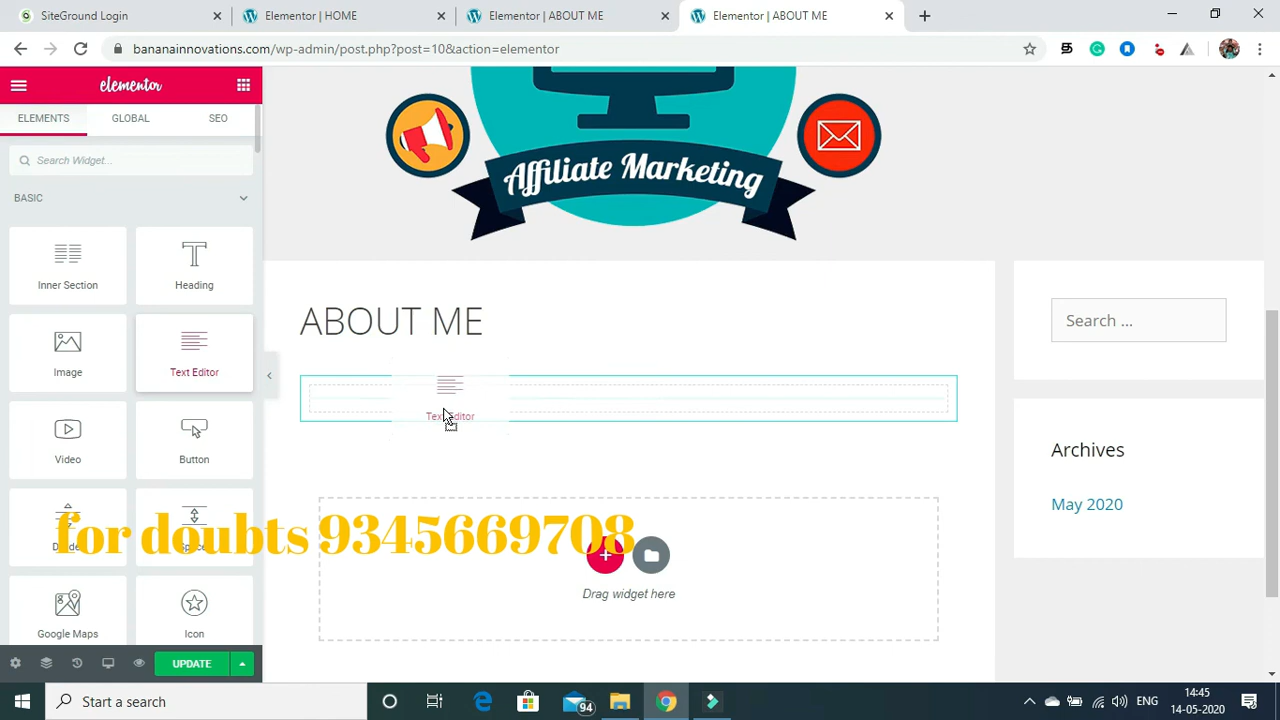 SiteGround Login
Elementor | HOME
Elementor | ABOUT ME
Elementor | ABOUT ME
bananainnovations.com/wp-admin/post.php?post=10&action=elementor
elementor
ELEMENTS
GLOBAL
SEO
Search Widget...
BASIC
Inner Section
Heading
Image
Text Editor
Video
Button
Google Maps
Icon
UPDATE
Affiliate Marketing
ABOUT ME
Text Editor
Drag widget here
Search ...
Archives
May 2020
for doubts 9345669708
Start a search
94
ENG
14:45
14-05-2020